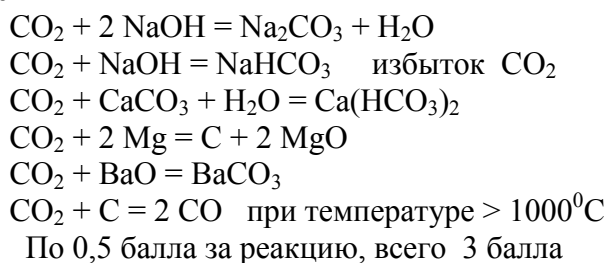 CO₂ + 2 NaOH = Na₂CO₃ + H₂O
CO₂ + NaOH = NaHCO₃ избыток CO₂
CO₂ + CaCO₃ + H₂O = Ca(HCO₃)₂
CO₂ + 2 Mg = C + 2 MgO
CO₂ + BaO = BaCO₃
CO₂ + C = 2 CO при температуре > 1000⁰C
По 0,5 балла за реакцию, всего 3 балла